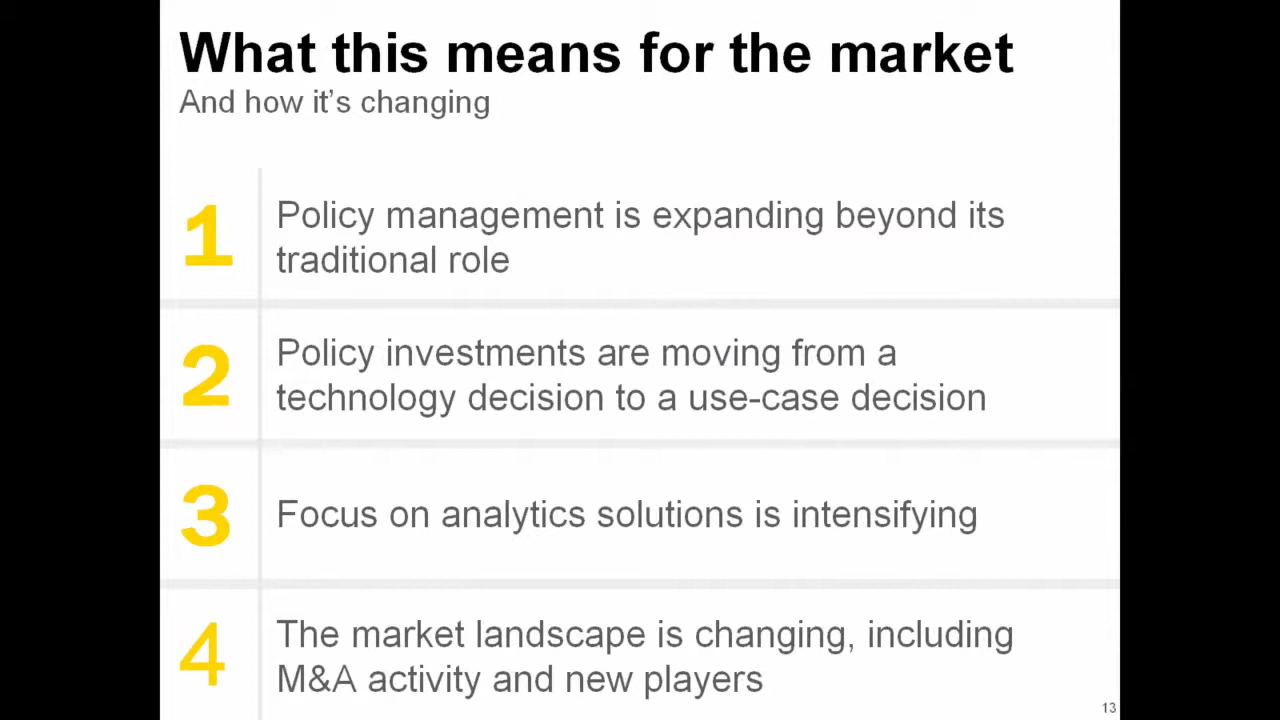 What this means for the market
And how it's changing
1
Policy management is expanding beyond its
traditional role
2
Policy investments are moving from a
technology decision to a use-case decision
3
Focus on analytics solutions is intensifying
4
The market landscape is changing, including
M&A activity and new players
13